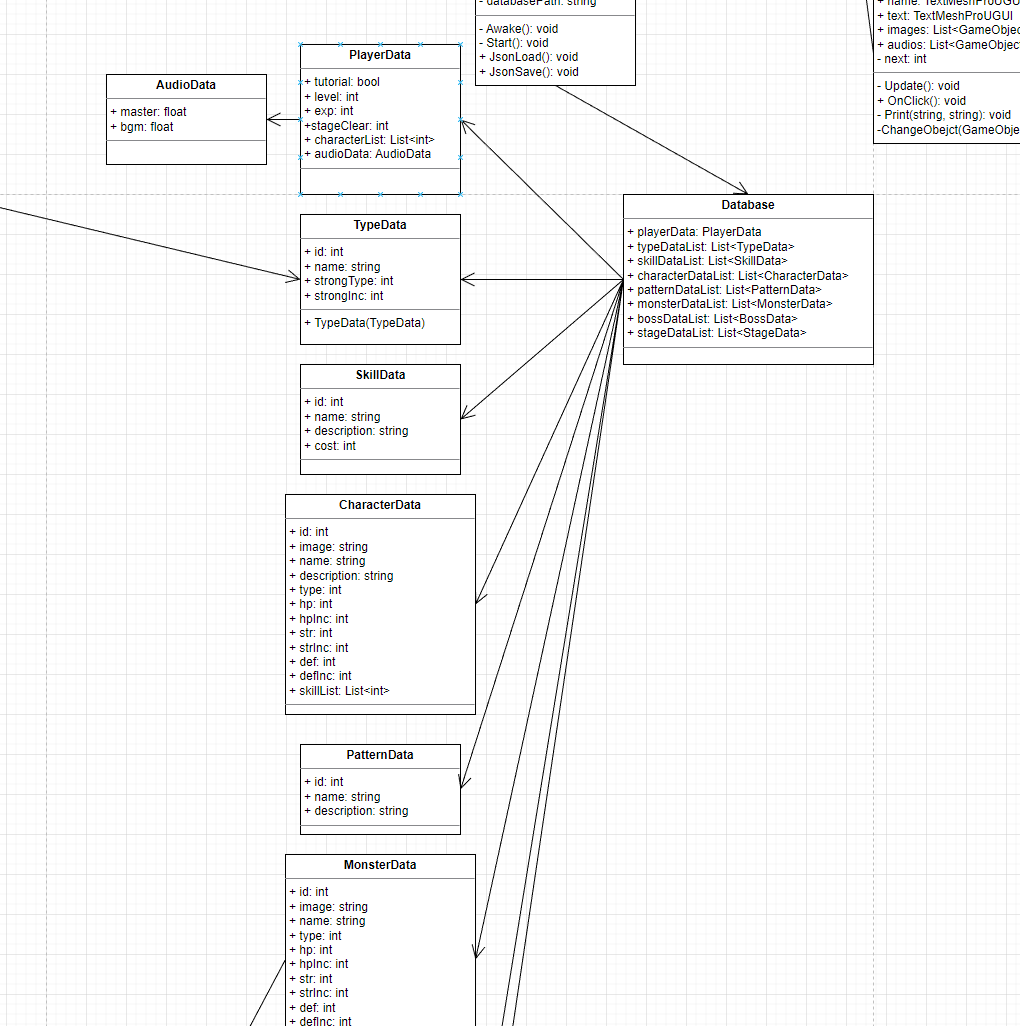 - databasePath: string
- Awake(): void
- Start(): void
+ JsonLoad(): void
+ JsonSave(): void
+ name: TextMeshProUGUI
+ text: TextMeshProUGUI
+ images: List<GameObjec
+ audios: List<GameObjec
- next: int
- Update(): void
+ OnClick(): void
- Print(string, string): void
-ChangeObejct(GameObje
PlayerData
+ tutorial: bool
+ level: int
+ exp: int
+stageClear: int
+ characterList: List<int>
+ audioData: AudioData
AudioData
+ master: float
+ bgm: float
Database
+ playerData: PlayerData
+ typeDataList: List<TypeData>
+ skillDataList: List<SkillData>
+ characterDataList: List<CharacterData>
+ patternDataList: List<PatternData>
+ monsterDataList: List<MonsterData>
+ bossDataList: List<BossData>
+ stageDataList: List<StageData>
TypeData
+ id: int
+ name: string
+ strongType: int
+ strongInc: int
+ TypeData(TypeData)
SkillData
+ id: int
+ name: string
+ description: string
+ cost: int
CharacterData
+ id: int
+ image: string
+ name: string
+ description: string
+ type: int
+ hp: int
+ hpInc: int
+ str: int
+ strInc: int
+ def: int
+ defInc: int
+ skillList: List<int>
PatternData
+ id: int
+ name: string
+ description: string
MonsterData
+ id: int
+ image: string
+ name: string
+ type: int
+ hp: int
+ hpInc: int
+ str: int
+ strInc: int
+ def: int
+ defInc: int